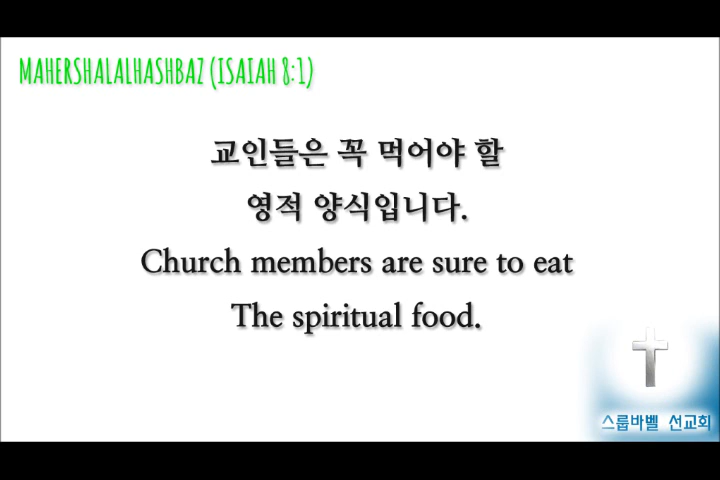 MAHERSHALALHASHBAZ (ISAIAH 8:1)
교인들은 꼭 먹어야 할
영적 양식입니다.
Church members are sure to eat
The spiritual food.
스룹바벨 선교회